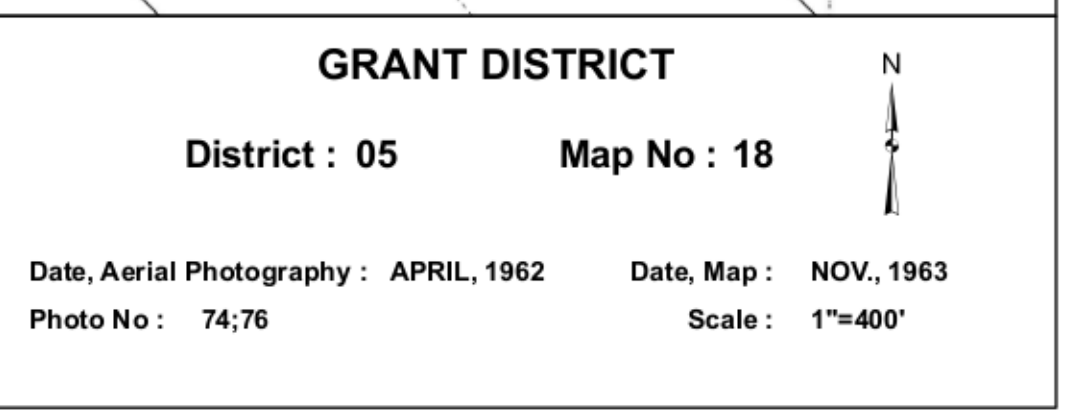 GRANT DISTRICT
N
District : 05 Map No : 18
Date, Aerial Photography : APRIL, 1962 Date, Map : NOV., 1963
Photo No : 74;76 Scale : 1"=400'